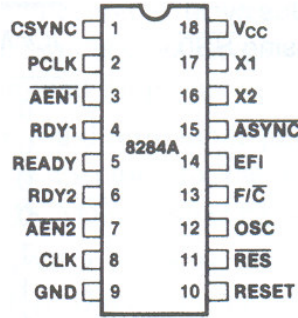 CSYNC 1 18 VCC
PCLK 2 17 X1
AEN1 3 16 X2
RDY1 4 15 ASYNC
8284A
READY 5 14 EFI
RDY2 6 13 F/C
AEN2 7 12 OSC
CLK 8 11 RES
GND 9 10 RESET